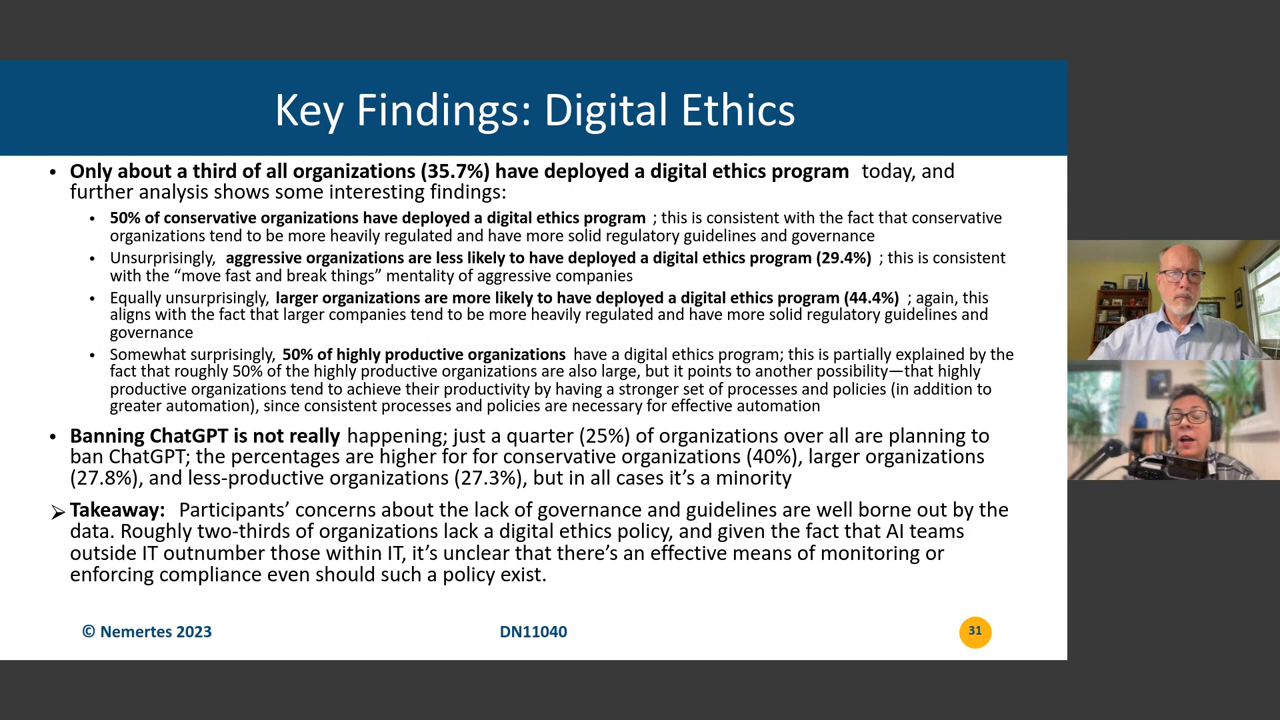 Key Findings: Digital Ethics
• Only about a third of all organizations (35.7%) have deployed a digital ethics program today, and
further analysis shows some interesting findings:
• 50% of conservative organizations have deployed a digital ethics program ; this is consistent with the fact that conservative
organizations tend to be more heavily regulated and have more solid regulatory guidelines and governance
• Unsurprisingly, aggressive organizations are less likely to have deployed a digital ethics program (29.4%) ; this is consistent
with the “move fast and break things” mentality of aggressive companies
• Equally unsurprisingly, larger organizations are more likely to have deployed a digital ethics program (44.4%) ; again, this
aligns with the fact that larger companies tend to be more heavily regulated and have more solid regulatory guidelines and
governance
• Somewhat surprisingly, 50% of highly productive organizations have a digital ethics program; this is partially explained by the
fact that roughly 50% of the highly productive organizations are also large, but it points to another possibility—that highly
productive organizations tend to achieve their productivity by having a stronger set of processes and policies (in addition to
greater automation), since consistent processes and policies are necessary for effective automation
• Banning ChatGPT is not really happening; just a quarter (25%) of organizations over all are planning to
ban ChatGPT; the percentages are higher for for conservative organizations (40%), larger organizations
(27.8%), and less-productive organizations (27.3%), but in all cases it’s a minority
➢ Takeaway: Participants’ concerns about the lack of governance and guidelines are well borne out by the
data. Roughly two-thirds of organizations lack a digital ethics policy, and given the fact that AI teams
outside IT outnumber those within IT, it’s unclear that there’s an effective means of monitoring or
enforcing compliance even should such a policy exist.
© Nemertes 2023
DN11040
31